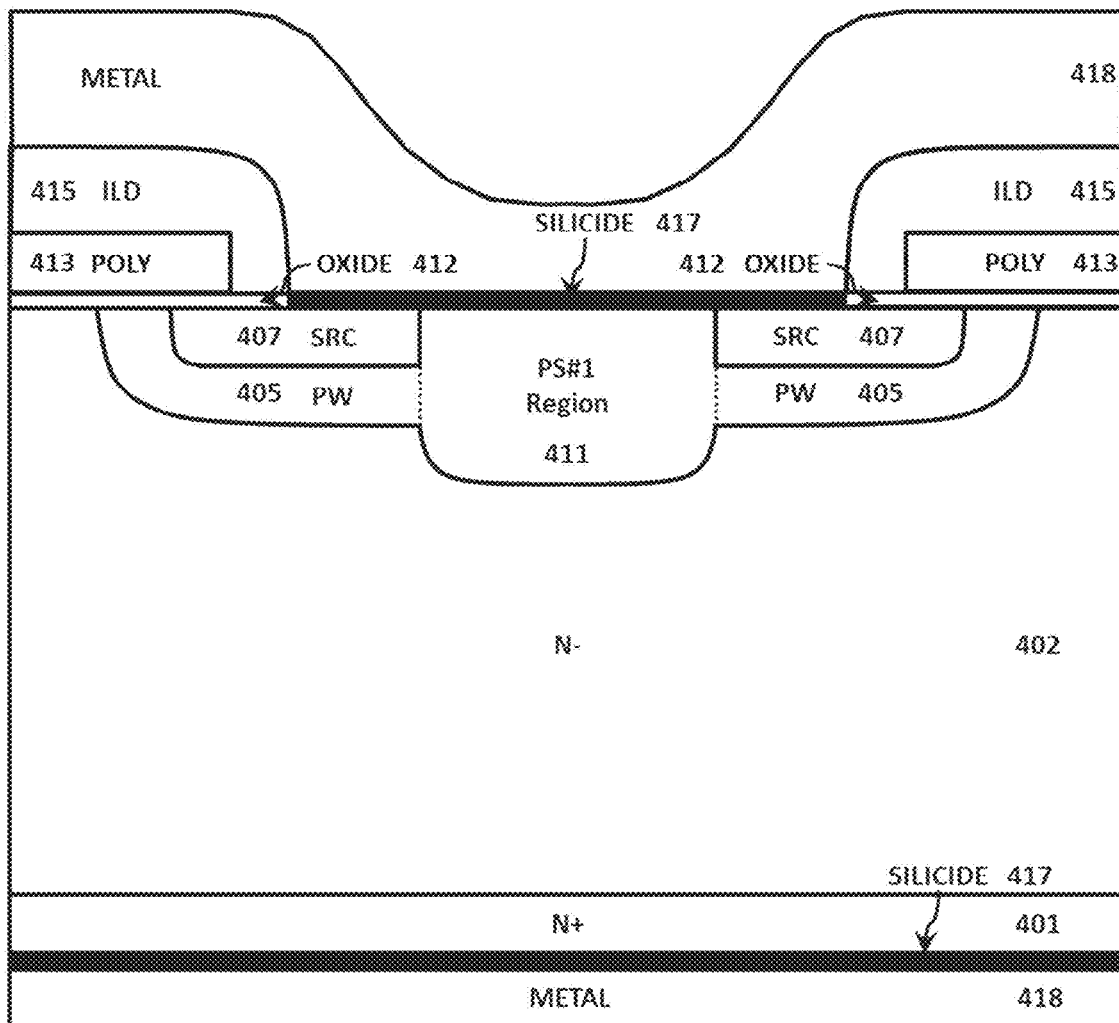 METAL 418
415 ILD ILD 415
SILICIDE 417
413 POLY OXIDE 412 412 OXIDE POLY 413
407 SRC SRC 407
PS#1
Region
411
405 PW PW 405
N- 402
SILICIDE 417
N+ 401
METAL 418